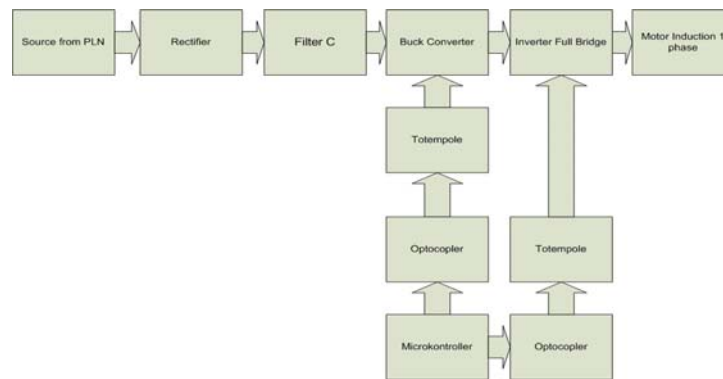 Source from PLN
Rectifier
Filter C
Buck Converter
Inverter Full Bridge
Motor Induction 1
phase
Totempole
Optocopler
Totempole
Microkontroller
Optocopler